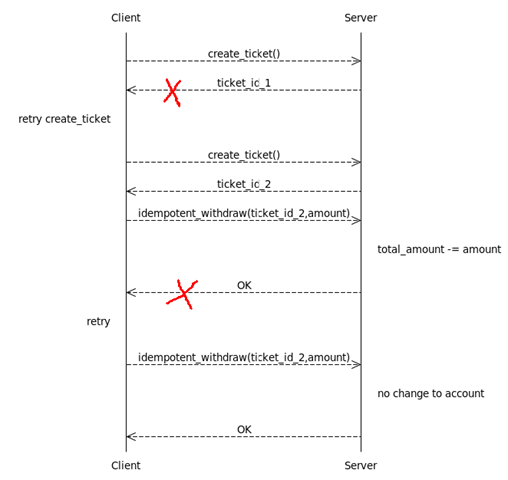 Client Server
create_ticket()
ticket_id_1
retry create_ticket
create_ticket()
ticket_id_2
idempotent_withdraw(ticket_id_2,amount)
total_amount -= amount
OK
retry
idempotent_withdraw(ticket_id_2,amount)
no change to account
OK
Client Server